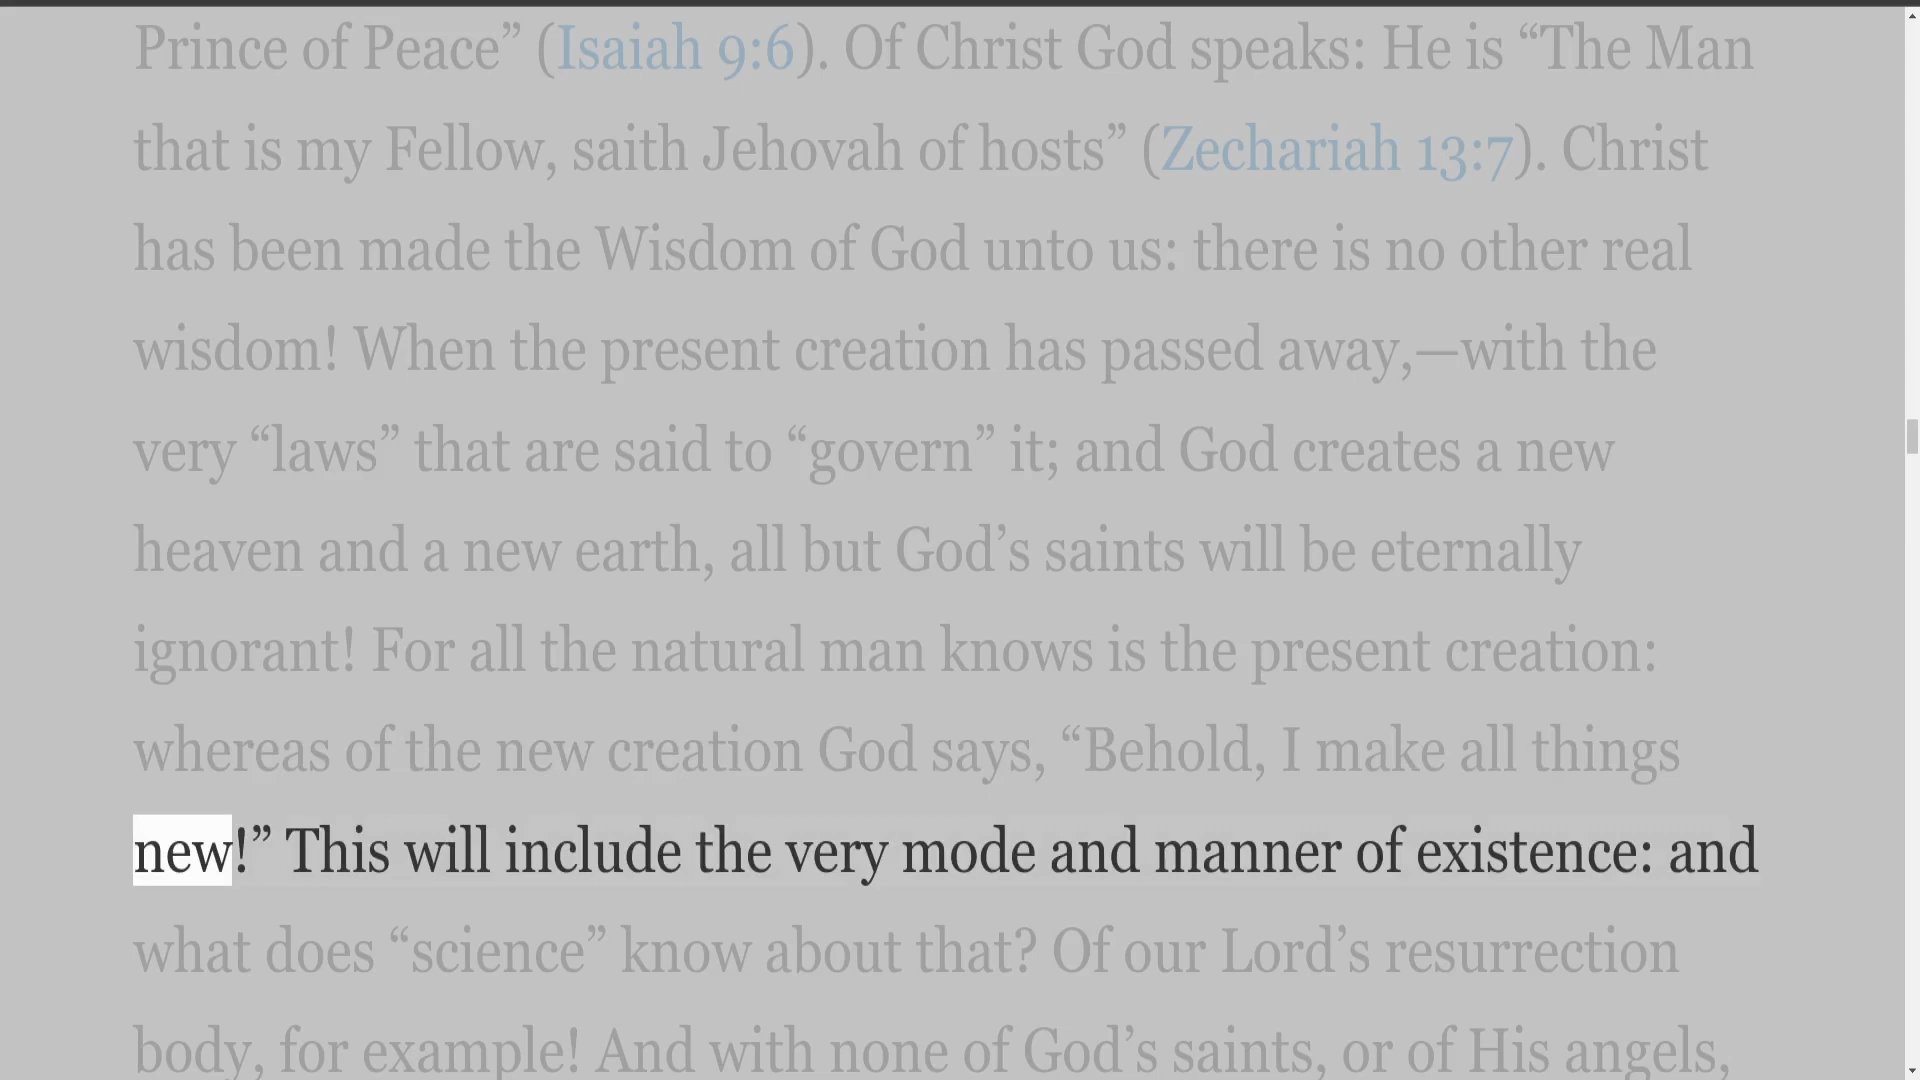 Prince of Peace” (Isaiah 9:6). Of Christ God speaks: He is “The Man
that is my Fellow, saith Jehovah of hosts” (Zechariah 13:7). Christ
has been made the Wisdom of God unto us: there is no other real
wisdom! When the present creation has passed away,—with the
very “laws” that are said to “govern” it; and God creates a new
heaven and a new earth, all but God’s saints will be eternally
ignorant! For all the natural man knows is the present creation:
whereas of the new creation God says, “Behold, I make all things
new!” This will include the very mode and manner of existence: and
what does “science” know about that? Of our Lord’s resurrection
body, for example! And with none of God’s saints, or of His angels,